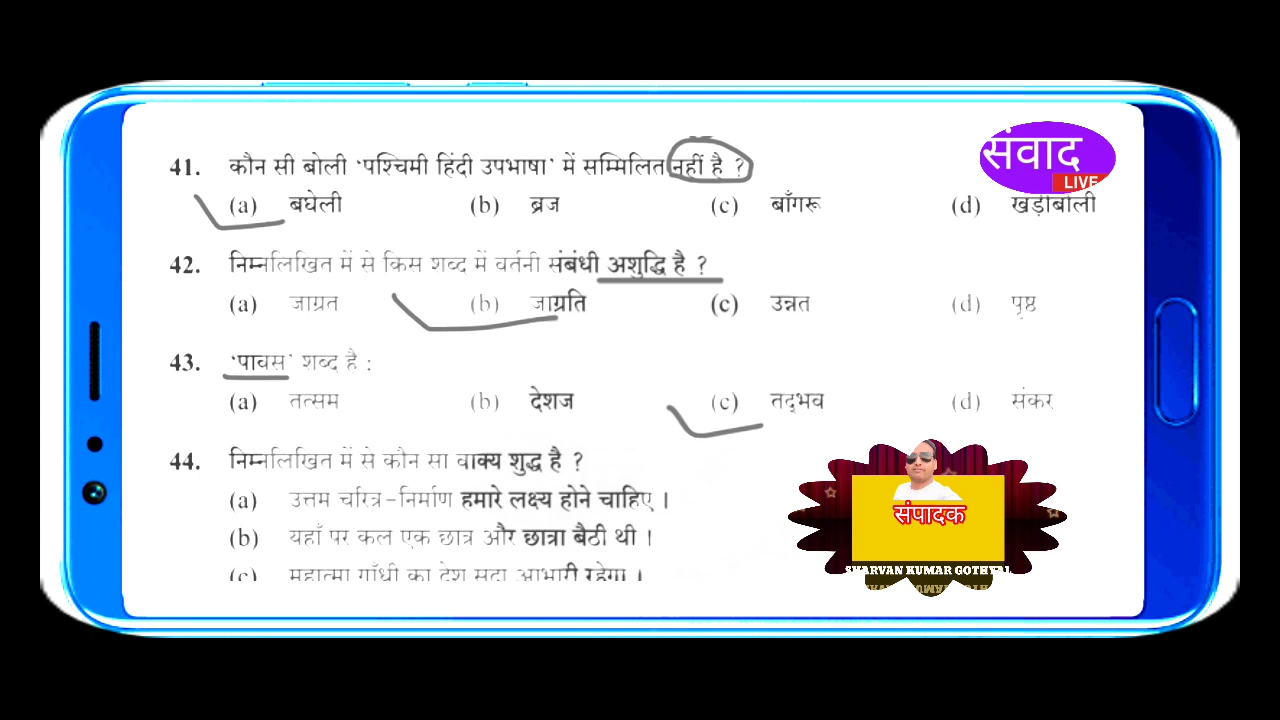 संवाद
LIVE
41. कौन सी बोली ‘पश्चिमी हिंदी उपभाषा’ में सम्मिलित नहीं है ?
(a) बघेली (b) ब्रज (c) बाँगरू (d) खड़ीबोली
42. निम्नलिखित में से किस शब्द में वर्तनी संबंधी अशुद्धि है ?
(a) जाग्रत (b) जाग्रति (c) उन्नत (d) पृष्ठ
43. ‘पावस’ शब्द है :
(a) तत्सम (b) देशज (c) तद्भव (d) संकर
44. निम्नलिखित में से कौन सा वाक्य शुद्ध है ?
(a) उत्तम चरित्र-निर्माण हमारे लक्ष्य होने चाहिए ।
(b) यहाँ पर कल एक छात्र और छात्रा बैठी थी ।
(c) महात्मा गाँधी का देश सदा आभारी रहेगा ।
संपादक
SHARVAN KUMAR GOTHYAL